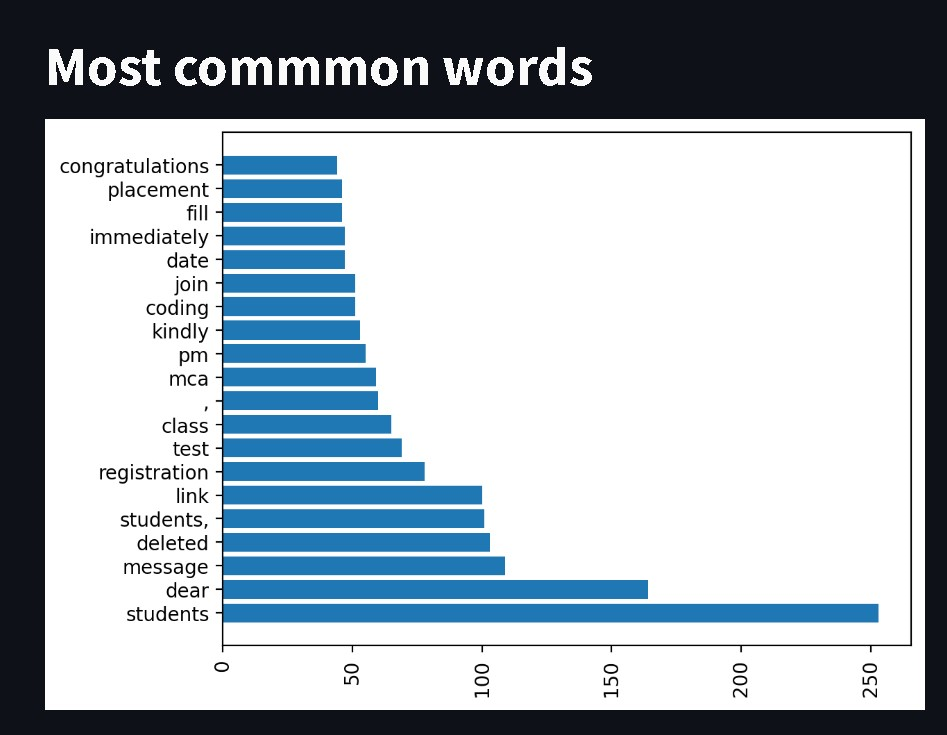 Most commmon words
congratulations
placement
fill
immediately
date
join
coding
kindly
pm
mca
,
class
test
registration
link
students,
deleted
message
dear
students
0
50
100
150
200
250